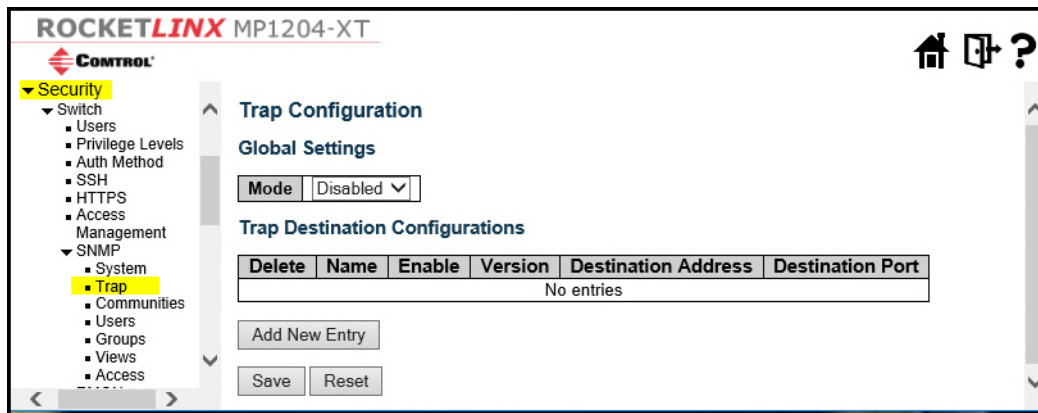 ROCKETLINX MP1204-XT
COMTROL
?
Security
Switch
Users
Privilege Levels
Auth Method
SSH
HTTPS
Access
Management
SNMP
System
Trap
Communities
Users
Groups
Views
Access
Trap Configuration
Global Settings
Mode Disabled
Trap Destination Configurations
Delete Name Enable Version Destination Address Destination Port
No entries
Add New Entry
Save Reset